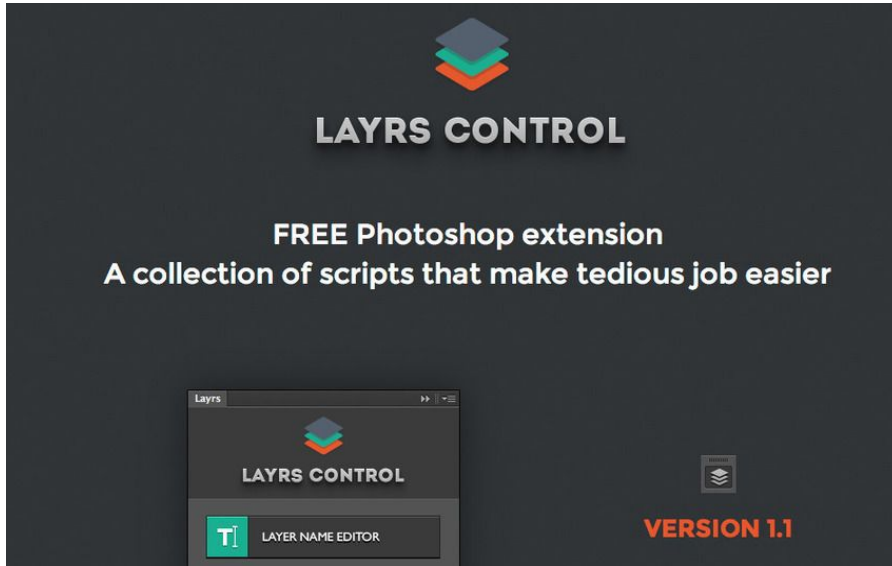 LAYRS CONTROL
FREE Photoshop extension
A collection of scripts that make tedious job easier
Layrs
LAYRS CONTROL
T
LAYER NAME EDITOR
VERSION 1.1